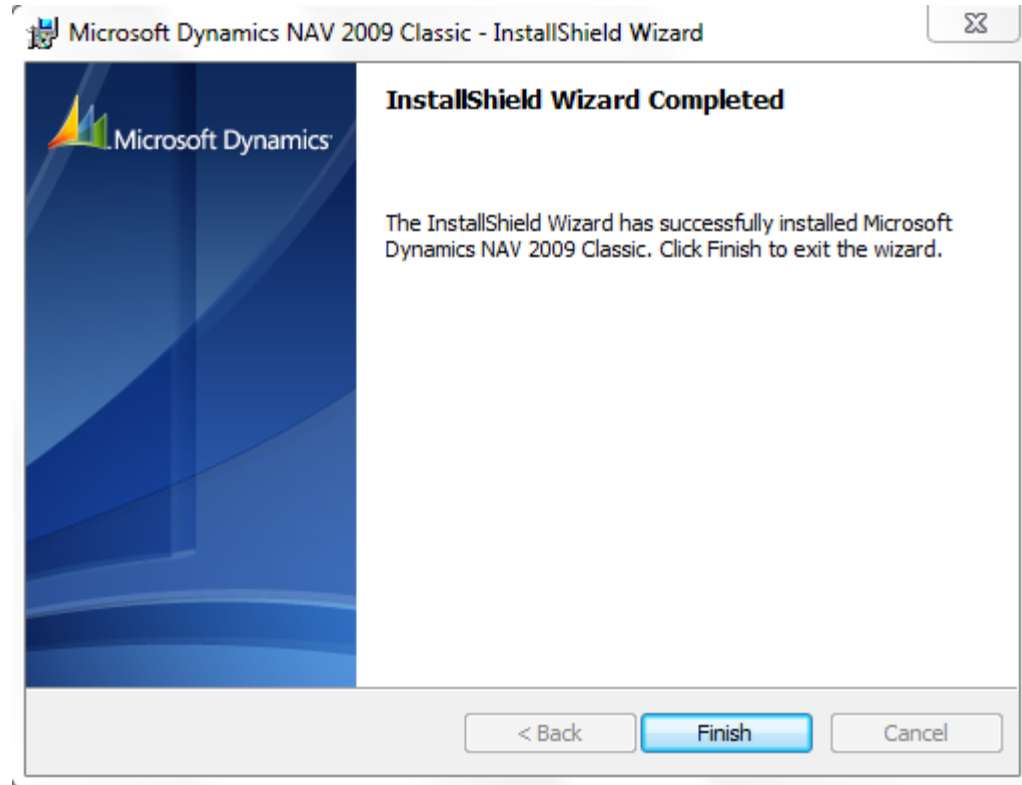 Microsoft Dynamics NAV 2009 Classic - InstallShield Wizard
Microsoft Dynamics
InstallShield Wizard Completed
The InstallShield Wizard has successfully installed Microsoft
Dynamics NAV 2009 Classic. Click Finish to exit the wizard.
< Back
Finish
Cancel